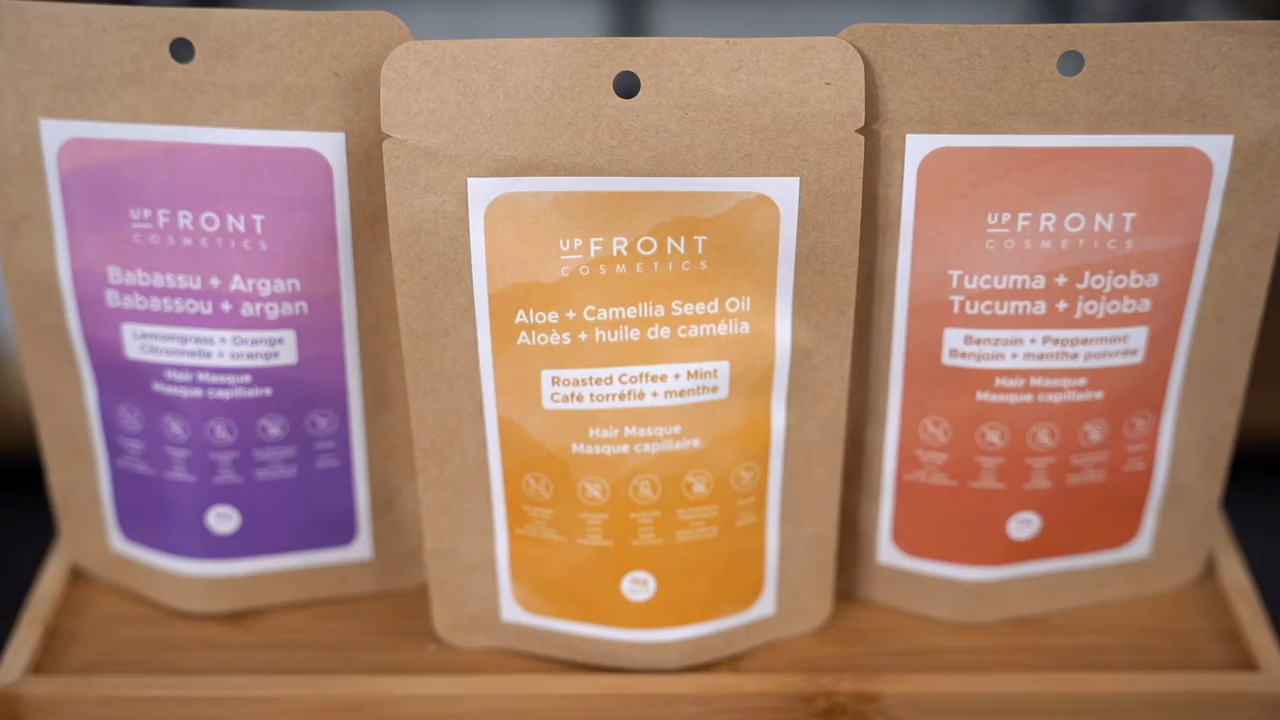 UP FRONT
COSMETICS
Babassu + Argan
Babassou + argan
Lemongrass + Orange
Citronnelle + orange
Hair Masque
Masque capillaire
UP FRONT
COSMETICS
Aloe + Camellia Seed Oil
Aloès + huile de camélia
Roasted Coffee + Mint
Café torréfié + menthe
Hair Masque
Masque capillaire
UP FRONT
COSMETICS
Tucuma + Jojoba
Tucuma + jojoba
Benzoin + Peppermint
Benjoin + menthe poivrée
Hair Masque
Masque capillaire